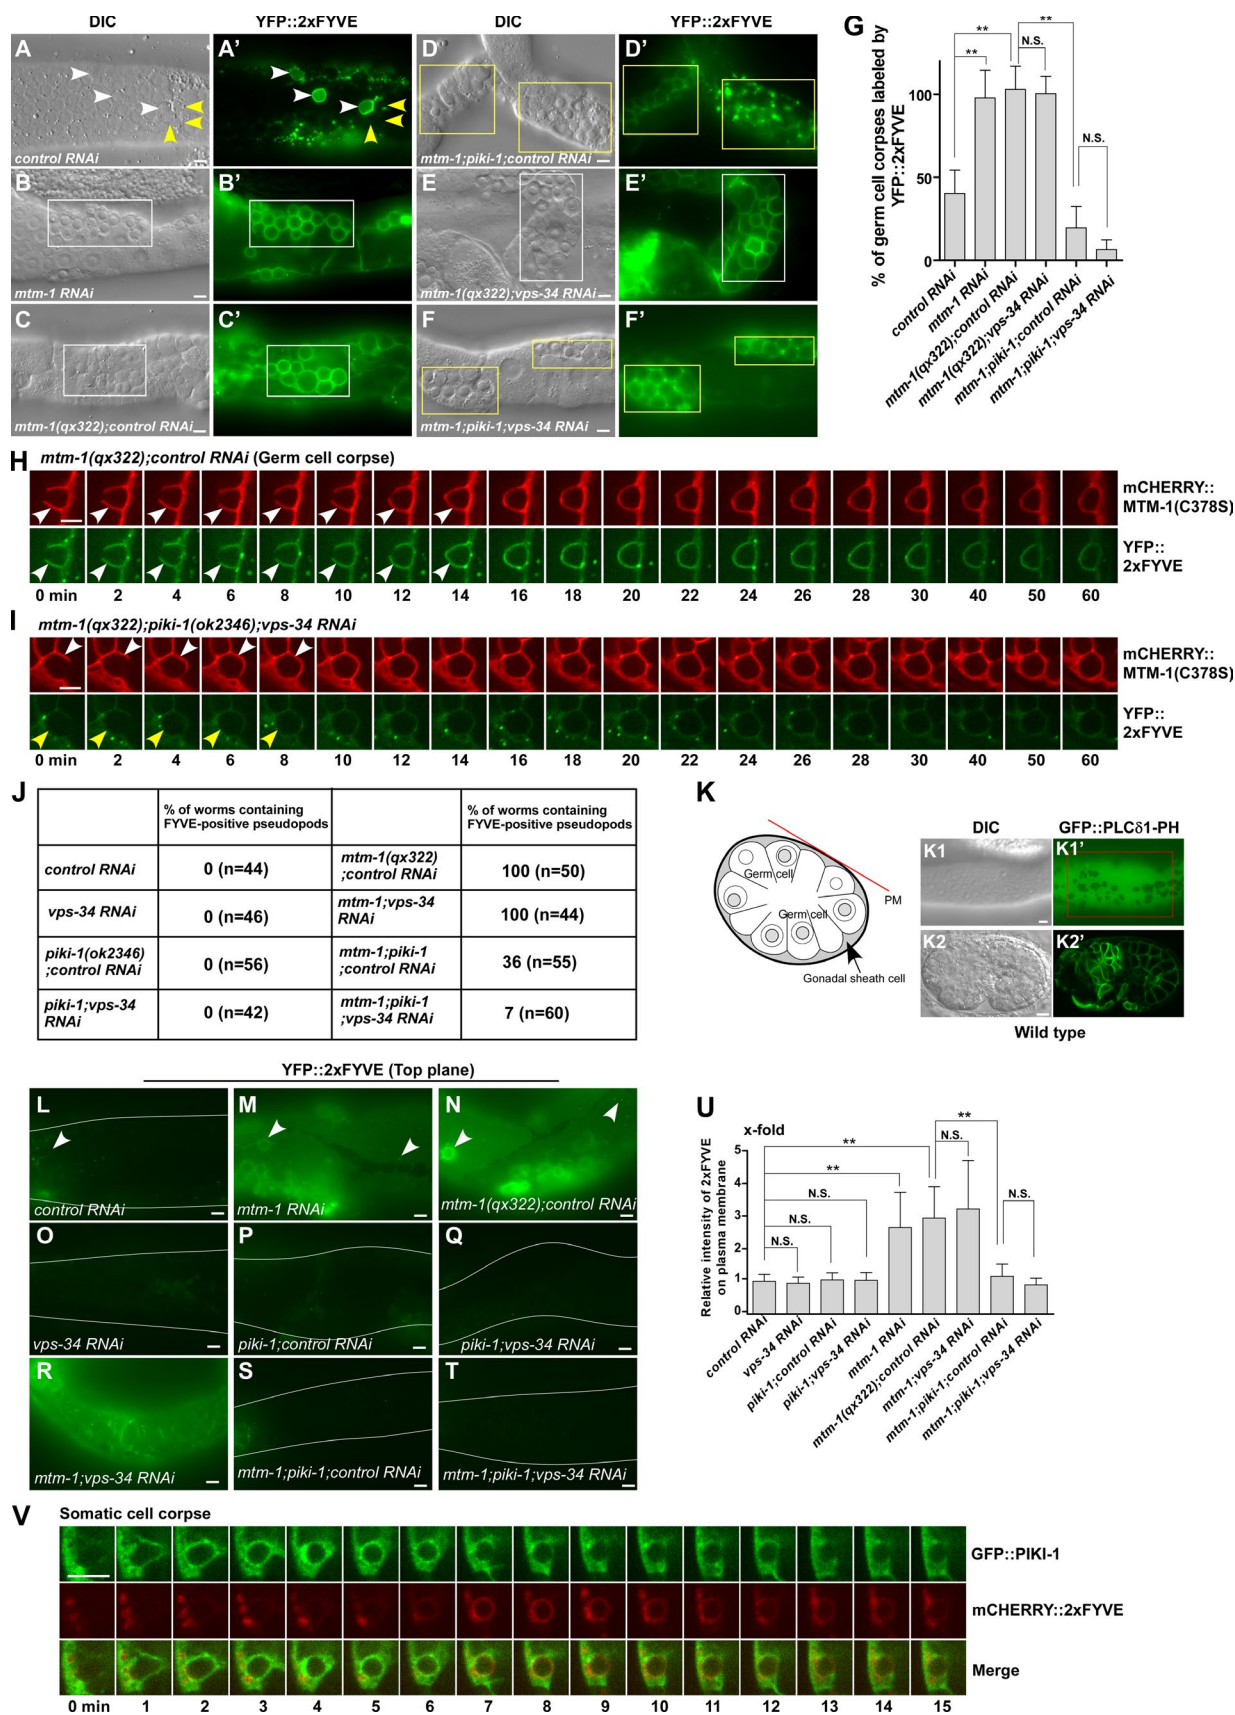 DIC
YFP::2xFYVE
DIC
YFP::2xFYVE
A
A'
D
D'
control RNAi
mtm-1;piki-1;control RNAi
B
B'
E
E'
mtm-1 RNAi
mtm-1(qx322);vps-34 RNAi
C
C'
F
F'
mtm-1(qx322);control RNAi
mtm-1;piki-1;vps-34 RNAi
G
% of germ cell corpses labeled by
YFP::2xFYVE
100
50
0
**
**
N.S.
**
N.S.
control RNAi
mtm-1 RNAi
mtm-1(qx322);control RNAi
mtm-1(qx322);vps-34 RNAi
mtm-1;piki-1;control RNAi
mtm-1;piki-1;vps-34 RNAi
H
mtm-1(qx322);control RNAi (Germ cell corpse)
mCHERRY::
MTM-1(C378S)
YFP::
2xFYVE
0 min 2 4 6 8 10 12 14 16 18 20 22 24 26 28 30 40 50 60
I
mtm-1(qx322);piki-1(ok2346);vps-34 RNAi
mCHERRY::
MTM-1(C378S)
YFP::
2xFYVE
0 min 2 4 6 8 10 12 14 16 18 20 22 24 26 28 30 40 50 60
J
% of worms containing
FYVE-positive pseudopods
% of worms containing
FYVE-positive pseudopods
control RNAi
0 (n=44)
mtm-1(qx322)
;control RNAi
100 (n=50)
vps-34 RNAi
0 (n=46)
mtm-1;vps-34
RNAi
100 (n=44)
piki-1(ok2346)
;control RNAi
0 (n=56)
mtm-1;piki-1
;control RNAi
36 (n=55)
piki-1;vps-34
RNAi
0 (n=42)
mtm-1;piki-1
;vps-34 RNAi
7 (n=60)
K
Germ cell
Germ cell
PM
Gonadal sheath cell
DIC
GFP::PLCδ1-PH
K1
K1'
K2
K2'
Wild type
YFP::2xFYVE (Top plane)
L
M
N
control RNAi
mtm-1 RNAi
mtm-1(qx322);control RNAi
O
P
Q
vps-34 RNAi
piki-1;control RNAi
piki-1;vps-34 RNAi
R
S
T
mtm-1;vps-34 RNAi
mtm-1;piki-1;control RNAi
mtm-1;piki-1;vps-34 RNAi
U
x-fold
Relative intensity of 2xFYVE
on plasma membrane
5
4
3
2
1
0
**
**
N.S.
N.S.
N.S.
N.S.
**
N.S.
control RNAi
vps-34 RNAi
piki-1;control RNAi
piki-1;vps-34 RNAi
mtm-1 RNAi
mtm-1(qx322);control RNAi
mtm-1;vps-34 RNAi
mtm-1;piki-1;control RNAi
mtm-1;piki-1;vps-34 RNAi
V
Somatic cell corpse
GFP::PIKI-1
mCHERRY::2xFYVE
Merge
0 min 1 2 3 4 5 6 7 8 9 10 11 12 13 14 15